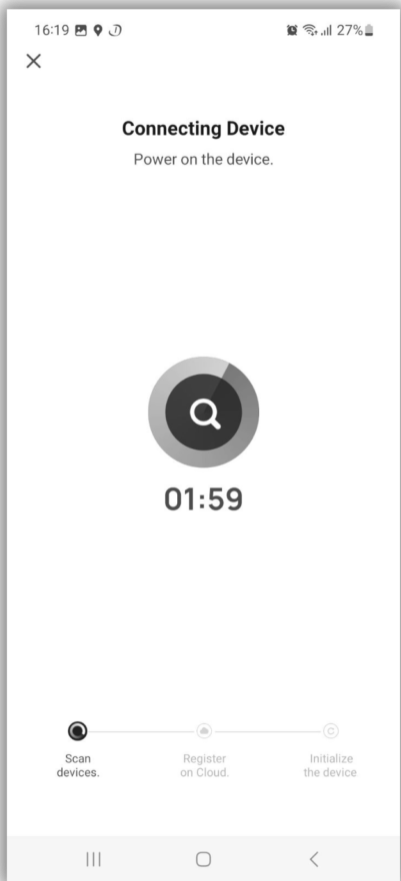 16:19 27%
Connecting Device
Power on the device.
01:59
Scan
devices.
Register
on Cloud.
Initialize
the device